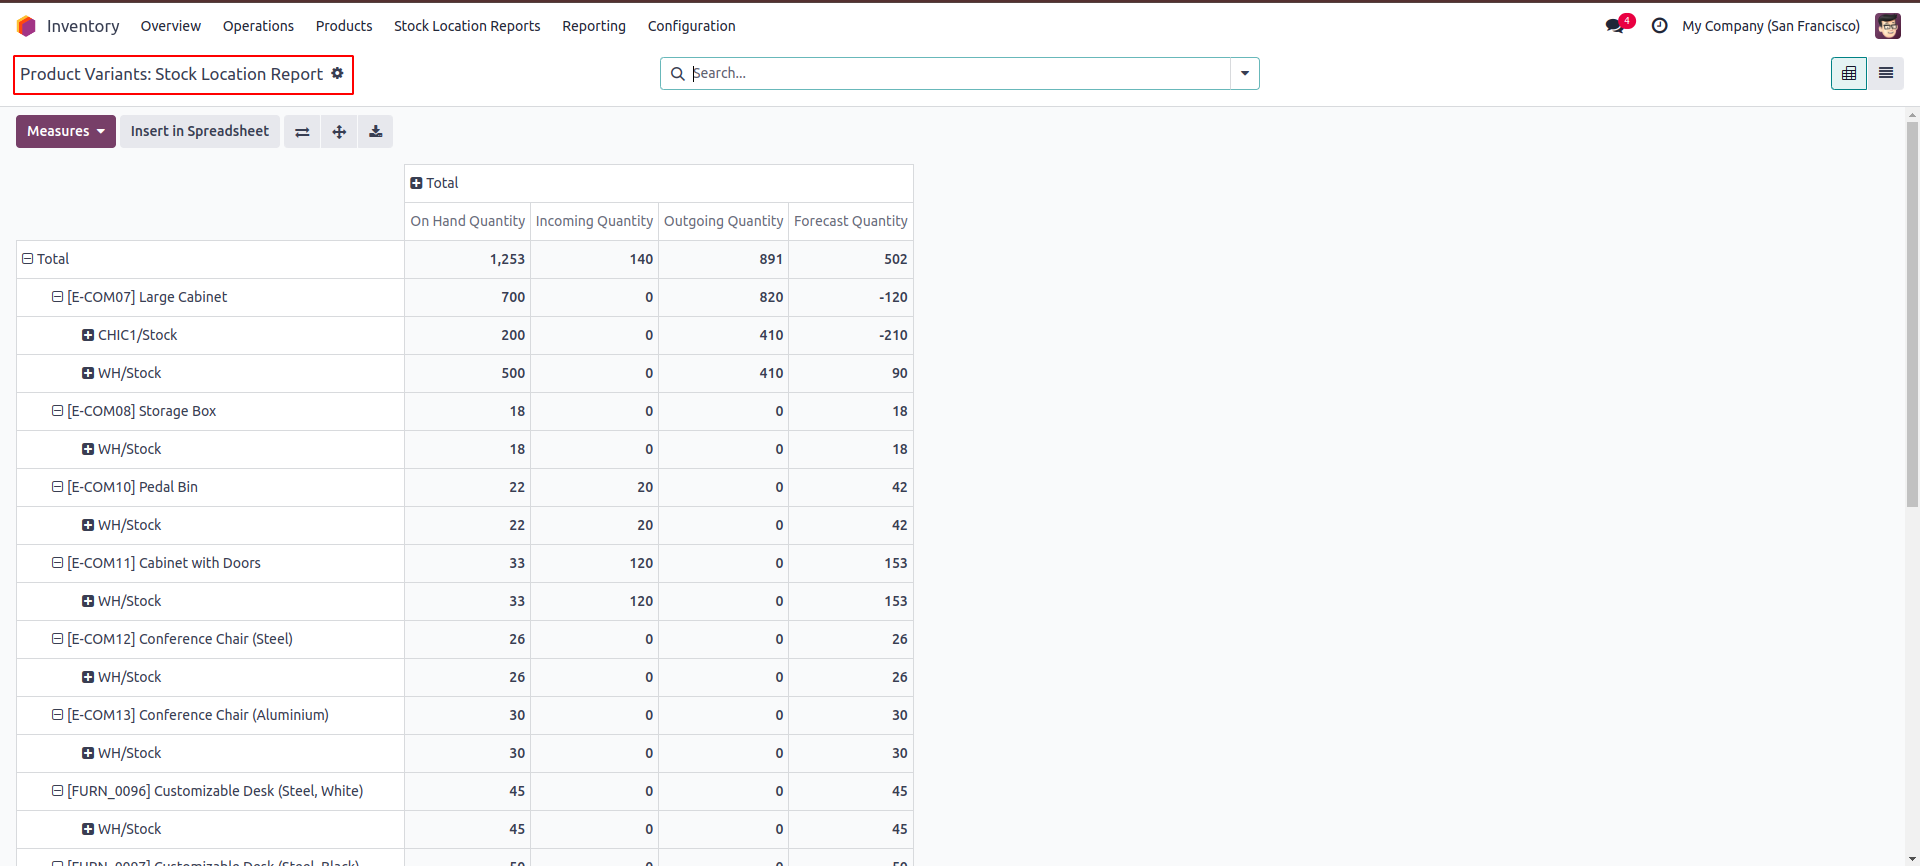 Inventory Overview Operations Products Stock Location Reports Reporting Configuration 4 My Company (San Francisco)
Product Variants: Stock Location Report Search...
Measures Insert in Spreadsheet
Total
On Hand Quantity Incoming Quantity Outgoing Quantity Forecast Quantity
Total 1,253 140 891 502
[E-COM07] Large Cabinet 700 0 820 -120
CHIC1/Stock 200 0 410 -210
WH/Stock 500 0 410 90
[E-COM08] Storage Box 18 0 0 18
WH/Stock 18 0 0 18
[E-COM10] Pedal Bin 22 20 0 42
WH/Stock 22 20 0 42
[E-COM11] Cabinet with Doors 33 120 0 153
WH/Stock 33 120 0 153
[E-COM12] Conference Chair (Steel) 26 0 0 26
WH/Stock 26 0 0 26
[E-COM13] Conference Chair (Aluminium) 30 0 0 30
WH/Stock 30 0 0 30
[FURN_0096] Customizable Desk (Steel, White) 45 0 0 45
WH/Stock 45 0 0 45
[FURN_0097] Customizable Desk (Steel, Black) 50 0 0 50